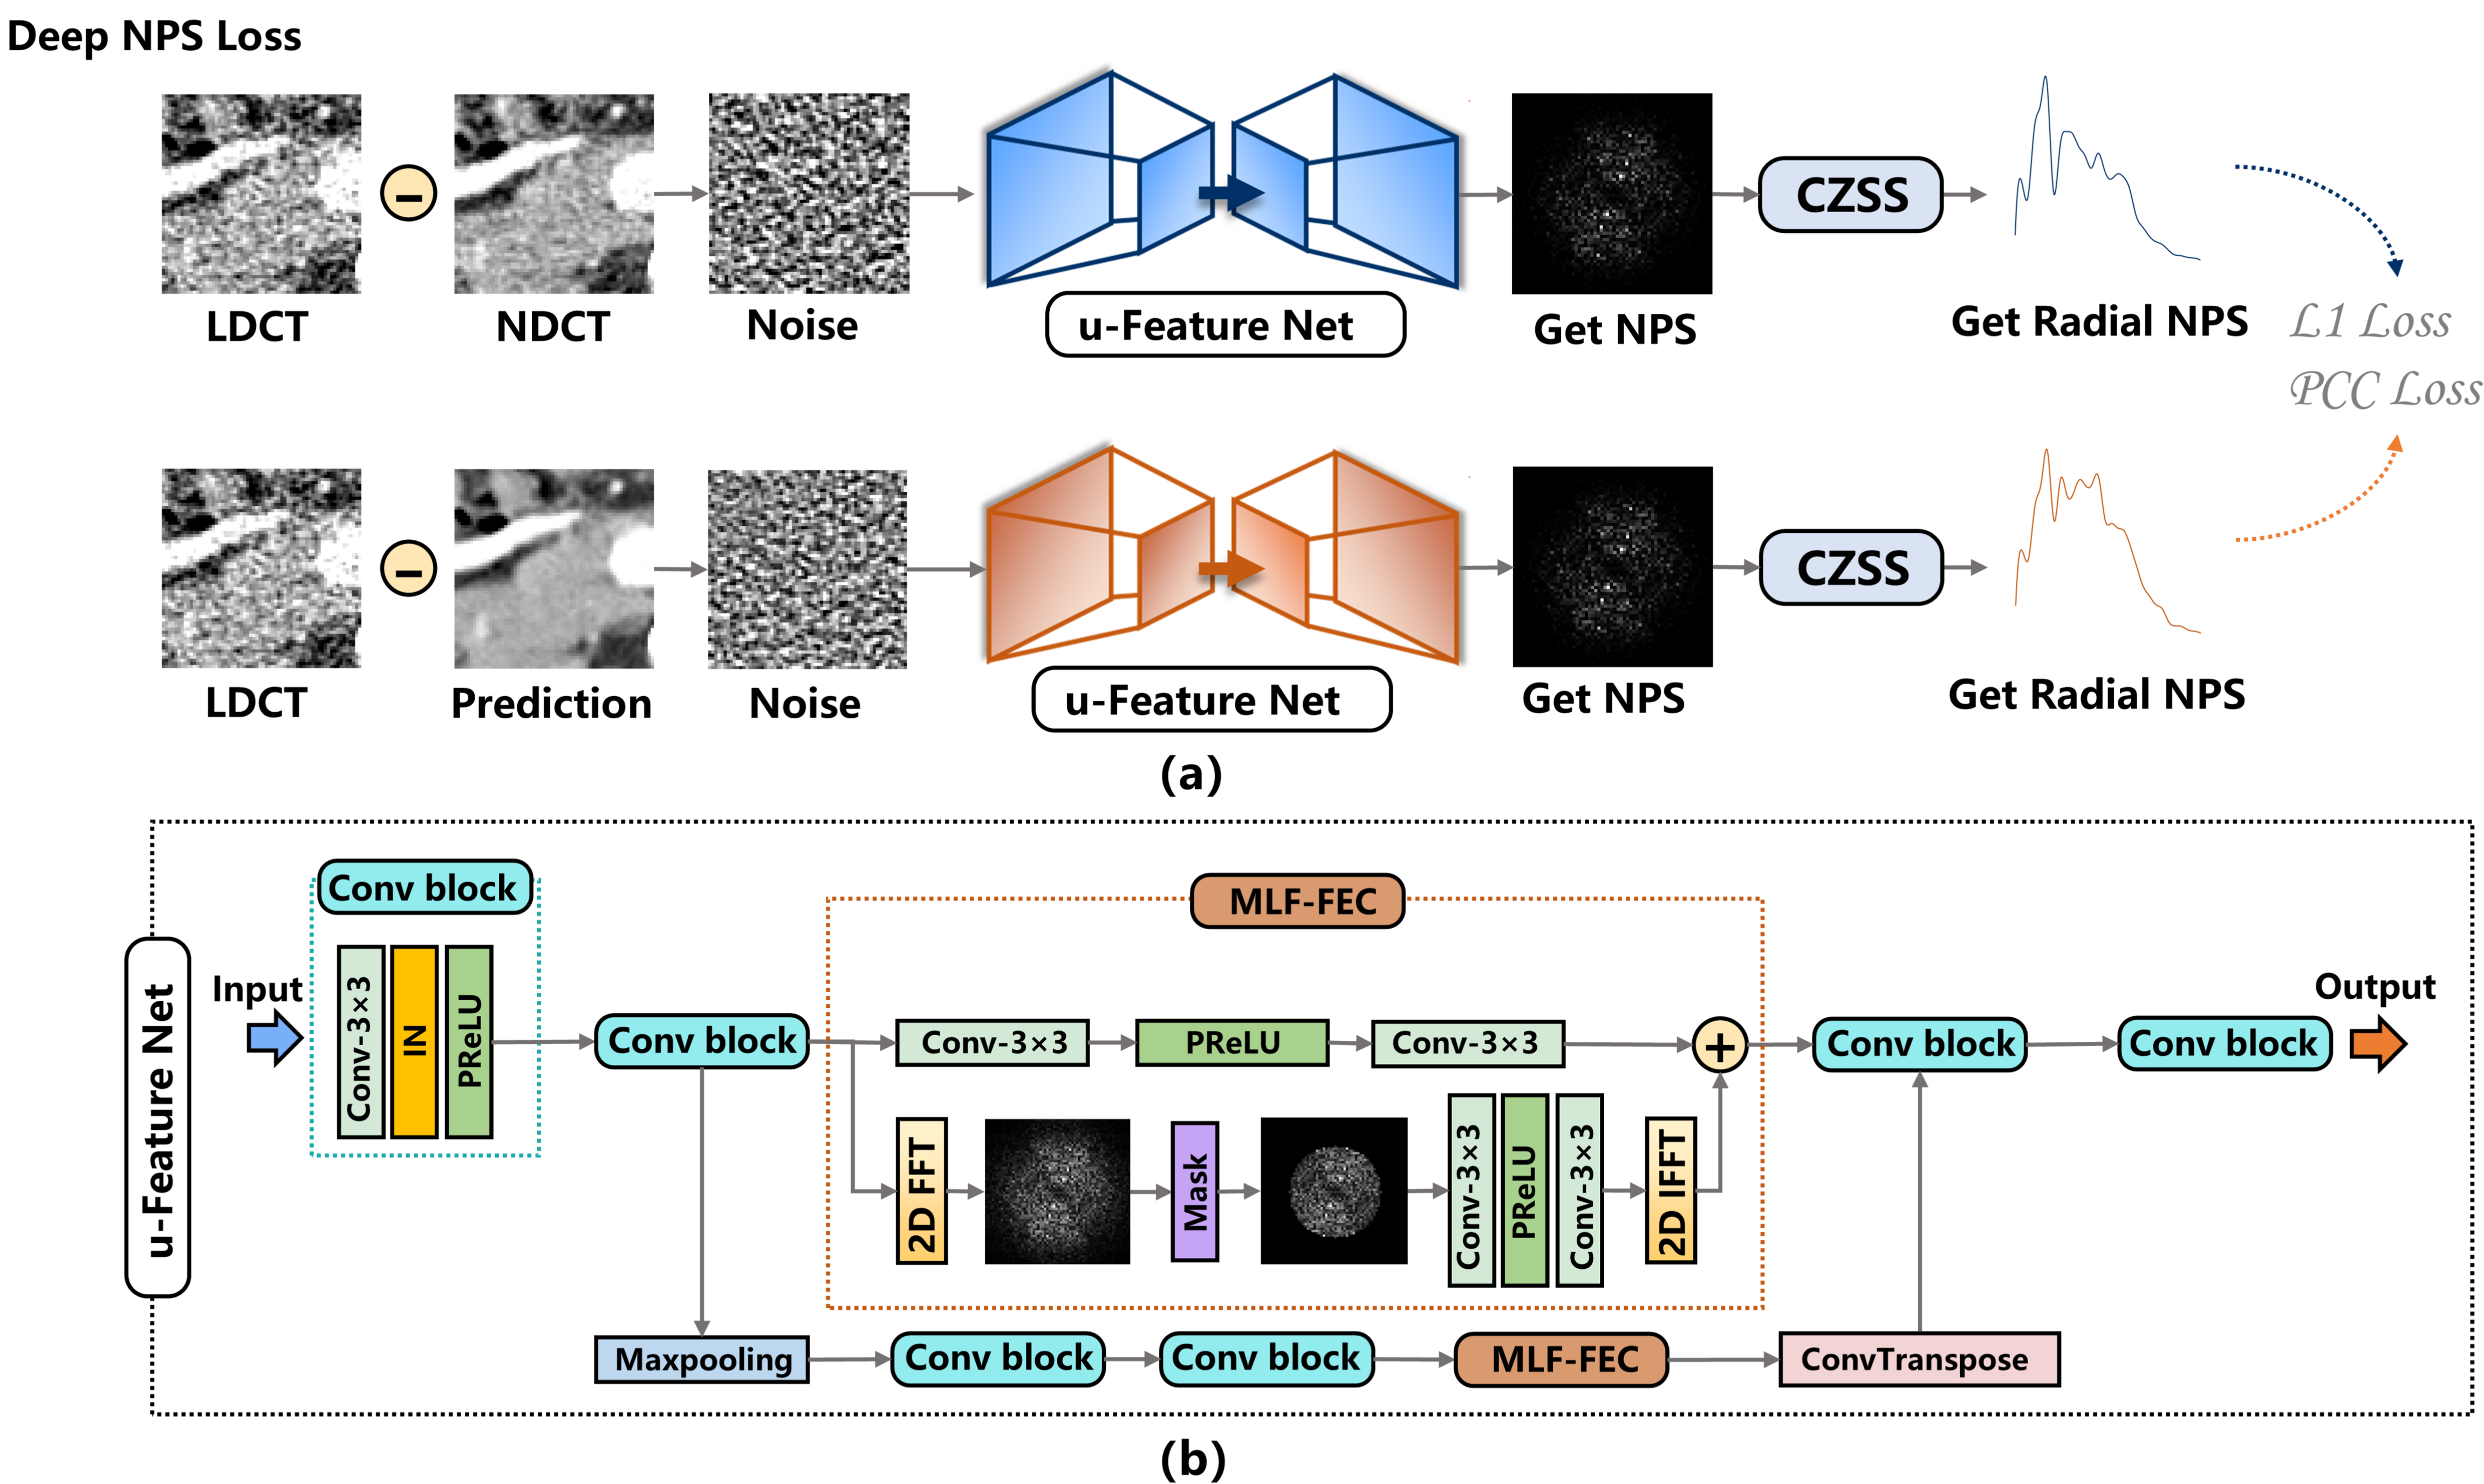 Deep NPS Loss
LDCT
NDCT
Noise
u-Feature Net
Get NPS
CZSS
Get Radial NPS
L1 Loss
PCC Loss
LDCT
Prediction
Noise
u-Feature Net
Get NPS
CZSS
Get Radial NPS
(a)
u-Feature Net
Input
Conv block
Conv-3×3
IN
PReLU
Conv block
MLF-FEC
Conv-3×3
PReLU
Conv-3×3
+
2D FFT
Mask
Conv-3×3
PReLU
Conv-3×3
2D IFFT
Conv block
Conv block
Output
Maxpooling
Conv block
Conv block
MLF-FEC
ConvTranspose
(b)